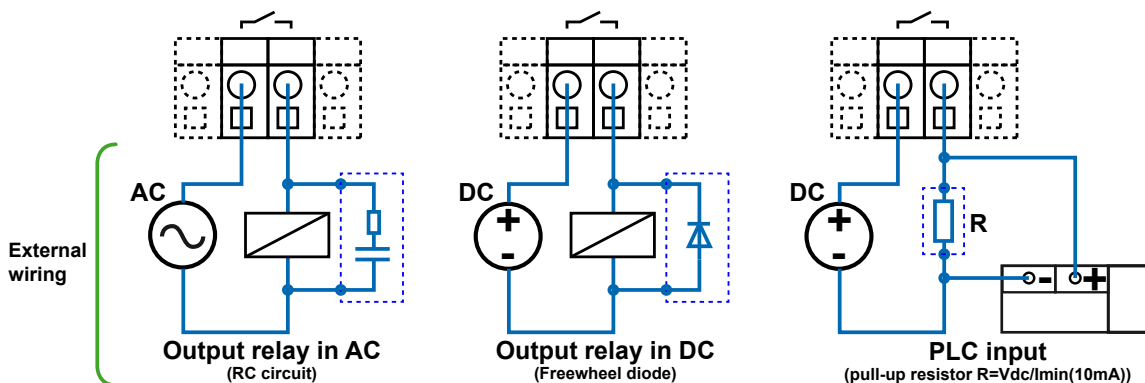 AC
DC
DC
+
-
+
-
R
- +
External
wiring
Output relay in AC
(RC circuit)
Output relay in DC
(Freewheel diode)
PLC input
(pull-up resistor R=Vdc/Imin(10mA))